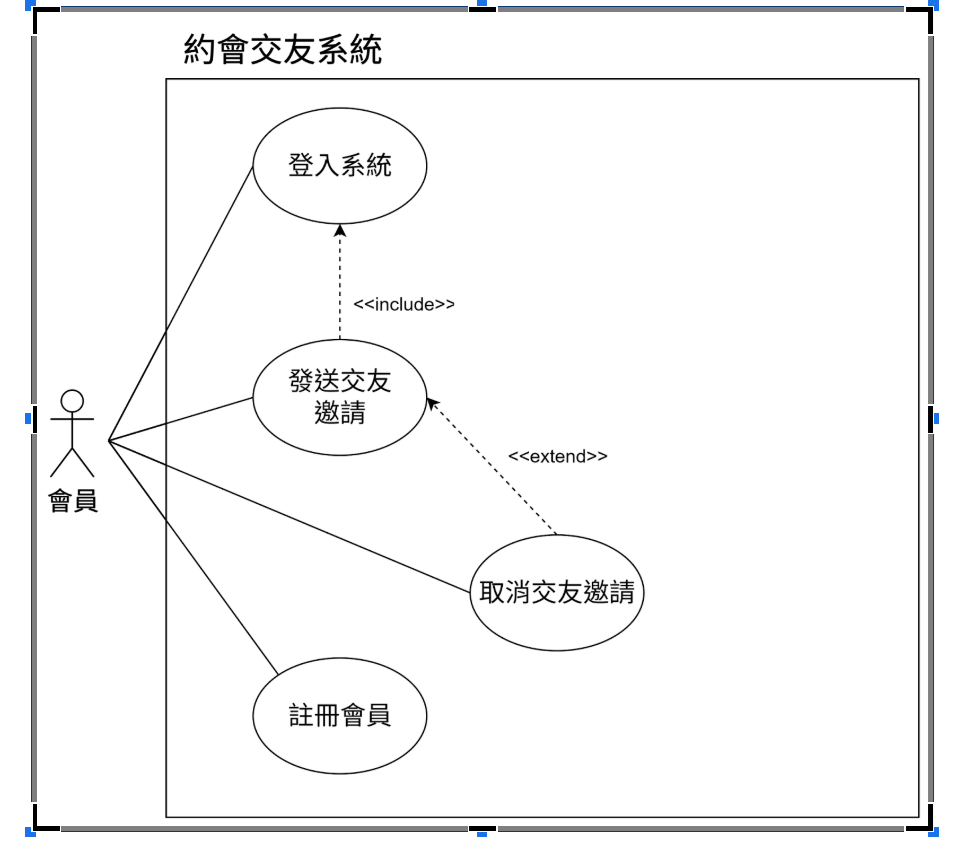 約會交友系統
登入系統
<<include>>
發送交友
邀請
<<extend>>
會員
取消交友邀請
註冊會員